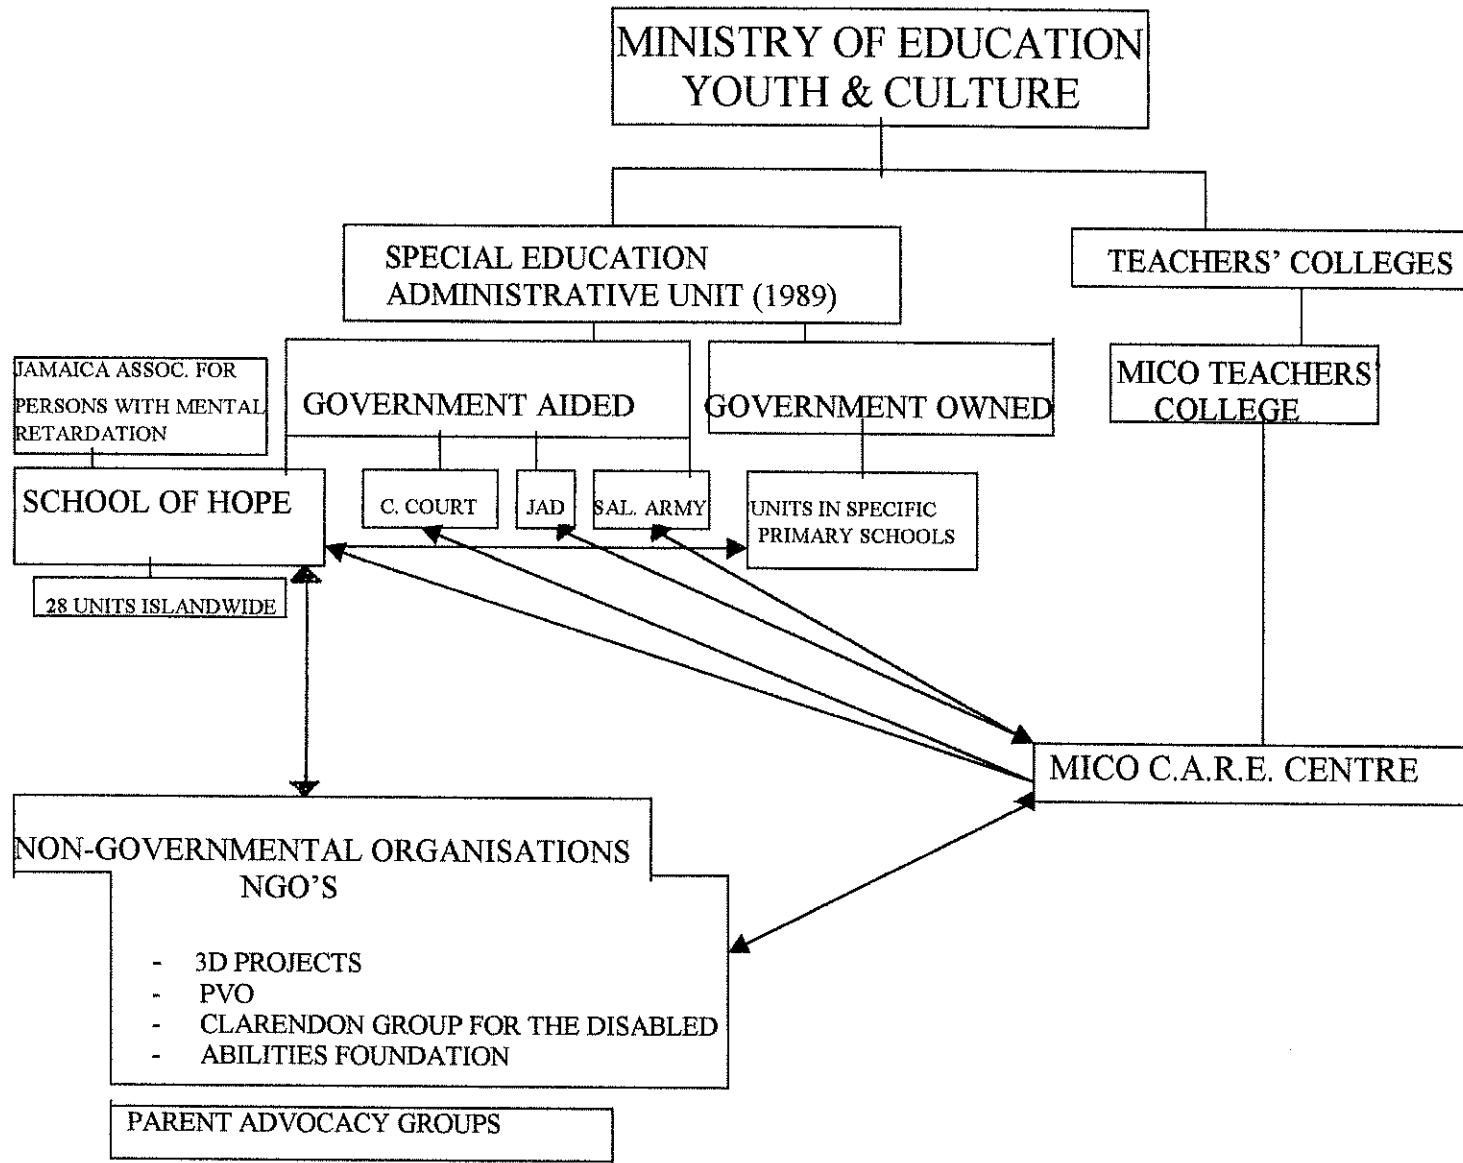 MINISTRY OF EDUCATION
YOUTH & CULTURE
SPECIAL EDUCATION
ADMINISTRATIVE UNIT (1989)
TEACHERS' COLLEGES
JAMAICA ASSOC. FOR
PERSONS WITH MENTAL
RETARDATION
GOVERNMENT AIDED
GOVERNMENT OWNED
MICO TEACHERS'
COLLEGE
SCHOOL OF HOPE
C. COURT
JAD
SAL. ARMY
UNITS IN SPECIFIC
PRIMARY SCHOOLS
28 UNITS ISLANDWIDE
MICO C.A.R.E. CENTRE
NON-GOVERNMENTAL ORGANISATIONS
NGO'S
- 3D PROJECTS
- PVO
- CLARENDON GROUP FOR THE DISABLED
- ABILITIES FOUNDATION
PARENT ADVOCACY GROUPS